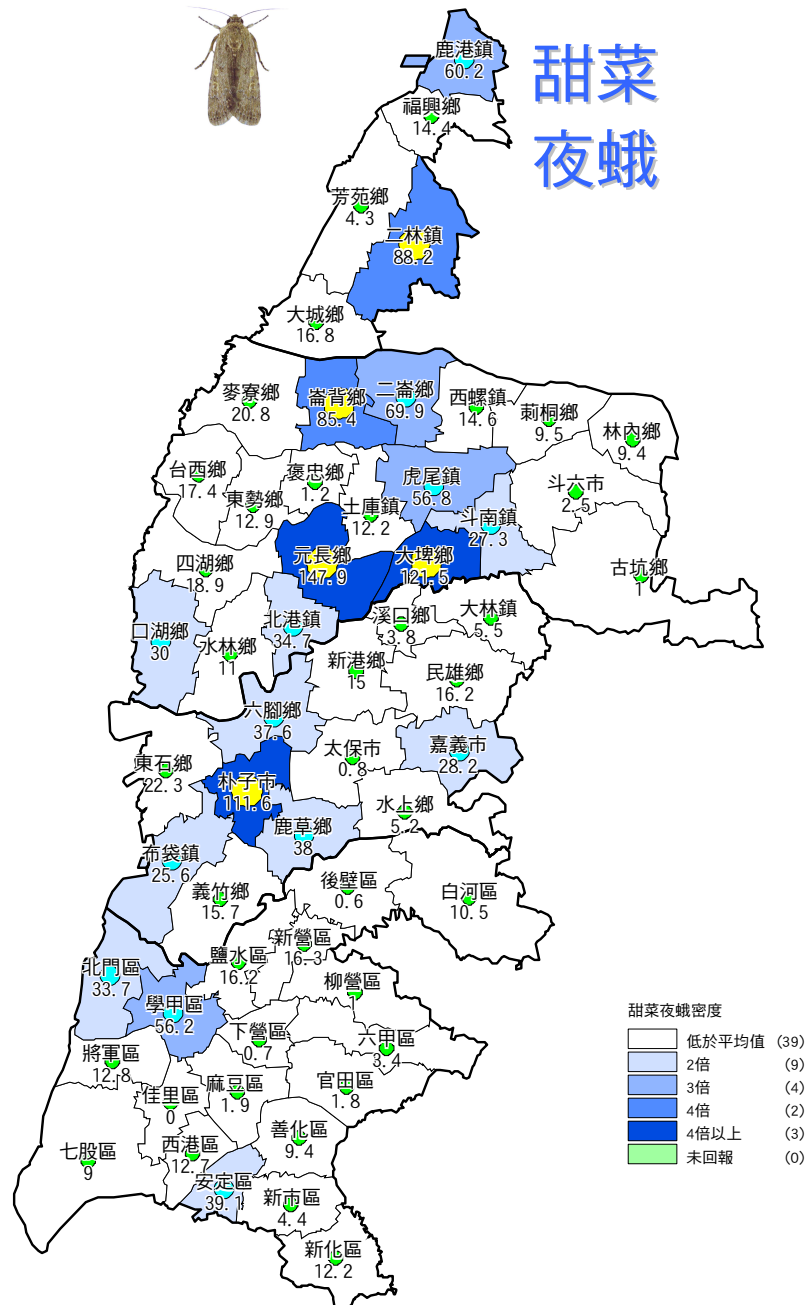 甜菜
夜蛾
鹿港鎮
60.2
福興鄉
14.4
芳苑鄉
4.3
二林鎮
88.2
大城鄉
16.8
麥寮鄉
20.8
崙背鄉
85.4
二崙鄉
69.9
西螺鎮
14.6
莿桐鄉
9.5
林內鄉
9.4
台西鄉
17.4
東勢鄉
12.9
褒忠鄉
1.2
土庫鎮
12.2
虎尾鎮
56.8
斗南鎮
27.3
斗六市
2.5
古坑鄉
1
四湖鄉
18.9
元長鄉
147.9
大埤鄉
121.5
口湖鄉
30
水林鄉
11
北港鎮
34.7
溪口鄉
3.8
大林鎮
5.5
新港鄉
15
民雄鄉
16.2
六腳鄉
37.6
東石鄉
22.3
朴子市
111.6
太保市
0.8
嘉義市
28.2
水上鄉
5.2
鹿草鄉
38
布袋鎮
25.6
義竹鄉
15.7
後壁區
0.6
白河區
10.5
鹽水區
16.2
新營區
16.3
柳營區
1
北門區
33.7
學甲區
56.2
下營區
0.7
六甲區
3.4
將軍區
12.8
佳里區
0
麻豆區
1.9
官田區
1.8
七股區
9
西港區
12.7
善化區
9.4
安定區
39.1
新市區
4.4
新化區
12.2
甜菜夜蛾密度
低於平均值 (39)
2倍 (9)
3倍 (4)
4倍 (2)
4倍以上 (3)
未回報 (0)